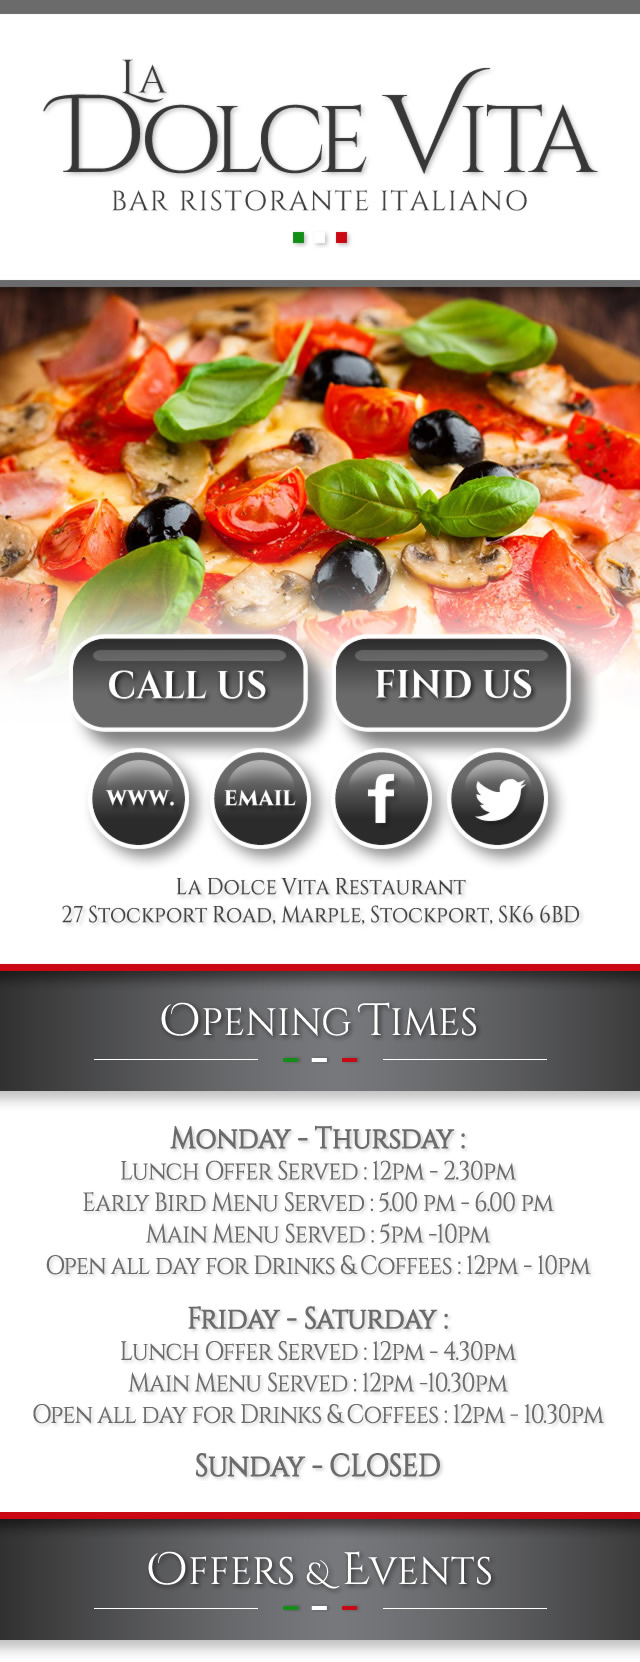 La
Dolce Vita
BAR RISTORANTE ITALIANO
CALL US
FIND US
WWW.
EMAIL
f
La Dolce Vita Restaurant
27 Stockport Road, Marple, Stockport, SK6 6BD
Opening Times
Monday - Thursday :
Lunch Offer Served : 12pm - 2.30pm
Early Bird Menu Served : 5.00 pm - 6.00 pm
Main Menu Served : 5pm -10pm
Open all day for Drinks & Coffees : 12pm - 10pm
Friday - Saturday :
Lunch Offer Served : 12pm - 4.30pm
Main Menu Served : 12pm -10.30pm
Open all day for Drinks & Coffees : 12pm - 10.30pm
Sunday - CLOSED
Offers & Events